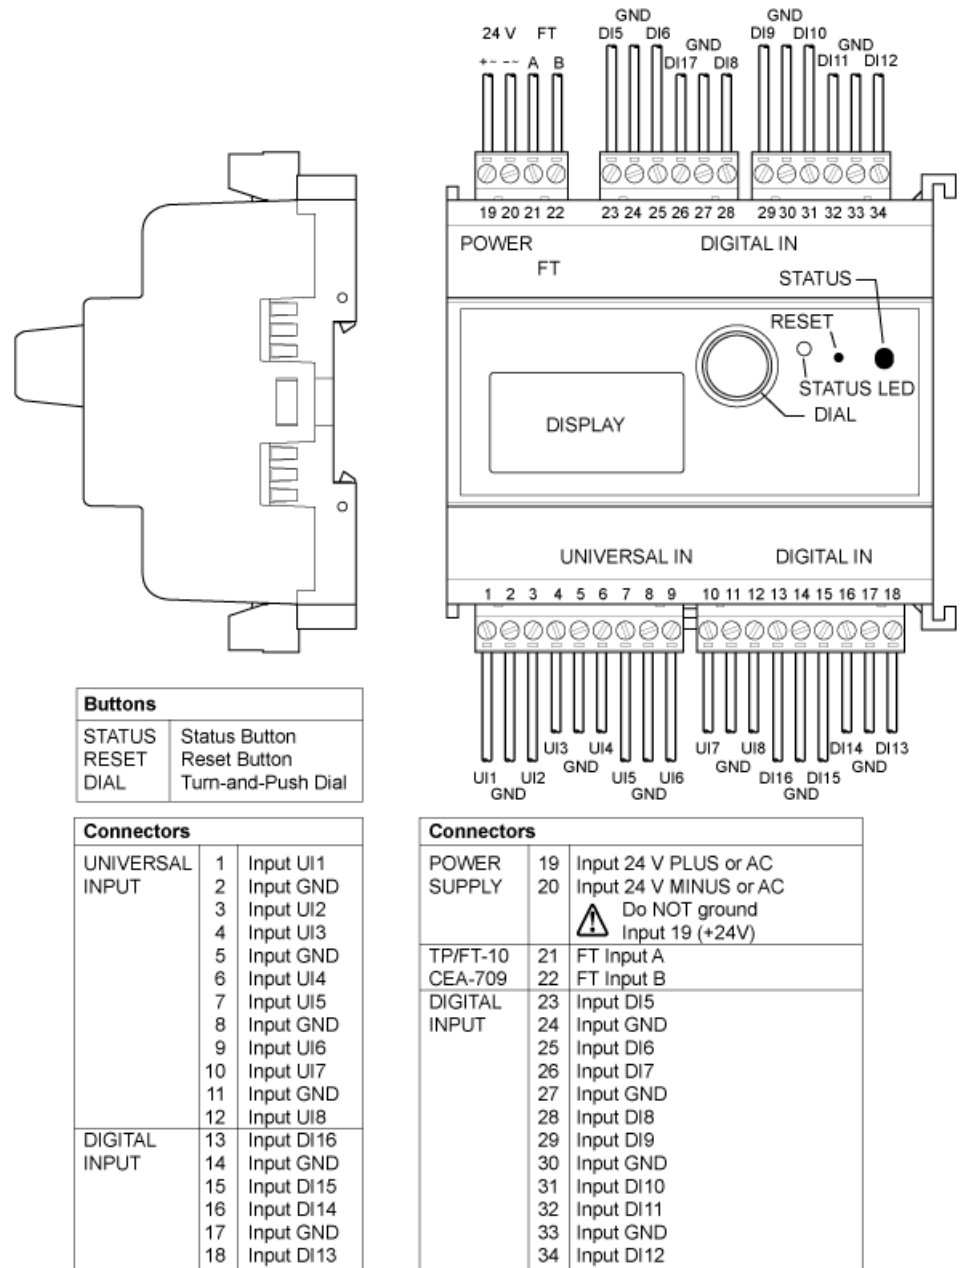 GND
GND
24 V FT
DI5 DI6
DI9 DI10
GND
GND
+~ -~ A B
DI17 DI8
DI11 DI12
19 20 21 22
23 24 25 26 27 28
29 30 31 32 33 34
POWER
DIGITAL IN
FT
STATUS
RESET
STATUS LED
DIAL
DISPLAY
UNIVERSAL IN
DIGITAL IN
1 2 3 4 5 6 7 8 9
10 11 12 13 14 15 16 17 18
UI3 UI4
UI7 UI8
DI14 DI13
GND
GND
GND
UI1 UI2
UI5 UI6
DI16 DI15
GND
GND
GND
Buttons
STATUS Status Button
RESET Reset Button
DIAL Turn-and-Push Dial
Connectors
UNIVERSAL 1 Input UI1
INPUT 2 Input GND
3 Input UI2
4 Input UI3
5 Input GND
6 Input UI4
7 Input UI5
8 Input GND
9 Input UI6
10 Input UI7
11 Input GND
12 Input UI8
DIGITAL 13 Input DI16
INPUT 14 Input GND
15 Input DI15
16 Input DI14
17 Input GND
18 Input DI13
Connectors
POWER 19 Input 24 V PLUS or AC
SUPPLY 20 Input 24 V MINUS or AC
Do NOT ground
Input 19 (+24V)
TP/FT-10 21 FT Input A
CEA-709 22 FT Input B
DIGITAL 23 Input DI5
INPUT 24 Input GND
25 Input DI6
26 Input DI7
27 Input GND
28 Input DI8
29 Input DI9
30 Input GND
31 Input DI10
32 Input DI11
33 Input GND
34 Input DI12